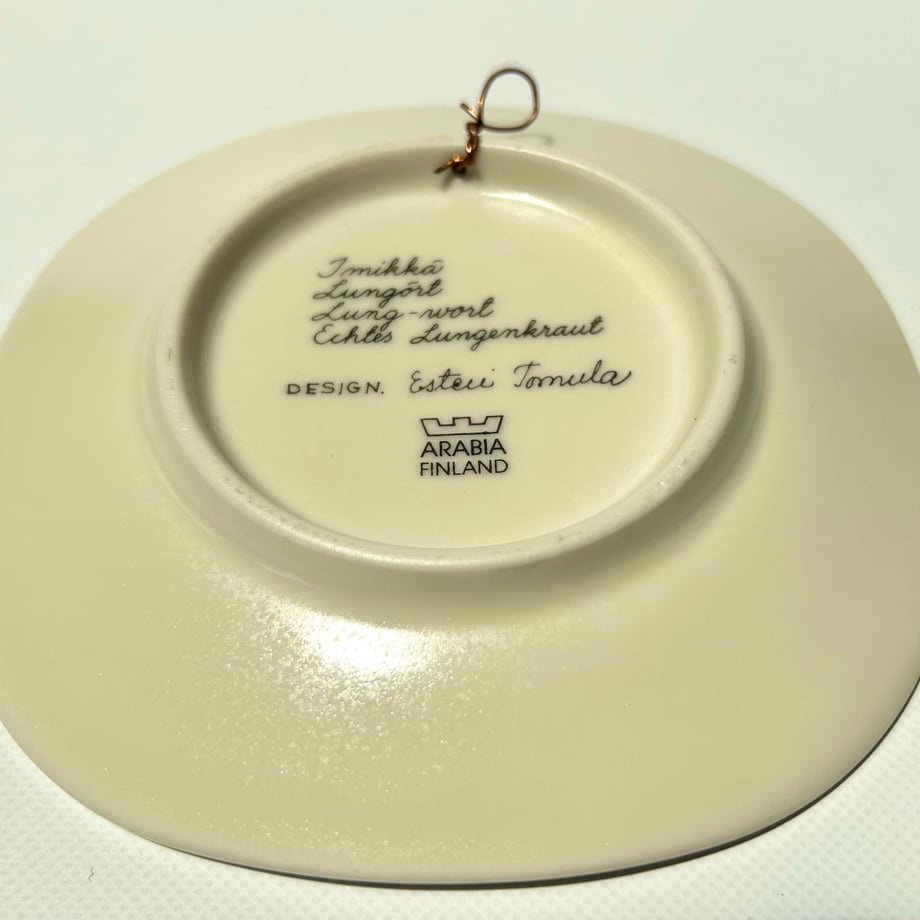 Imikkä
Lungört
Lung-wort
Echtes Lungenkraut
DESIGN. Esteri Tomula
ARABIA
FINLAND